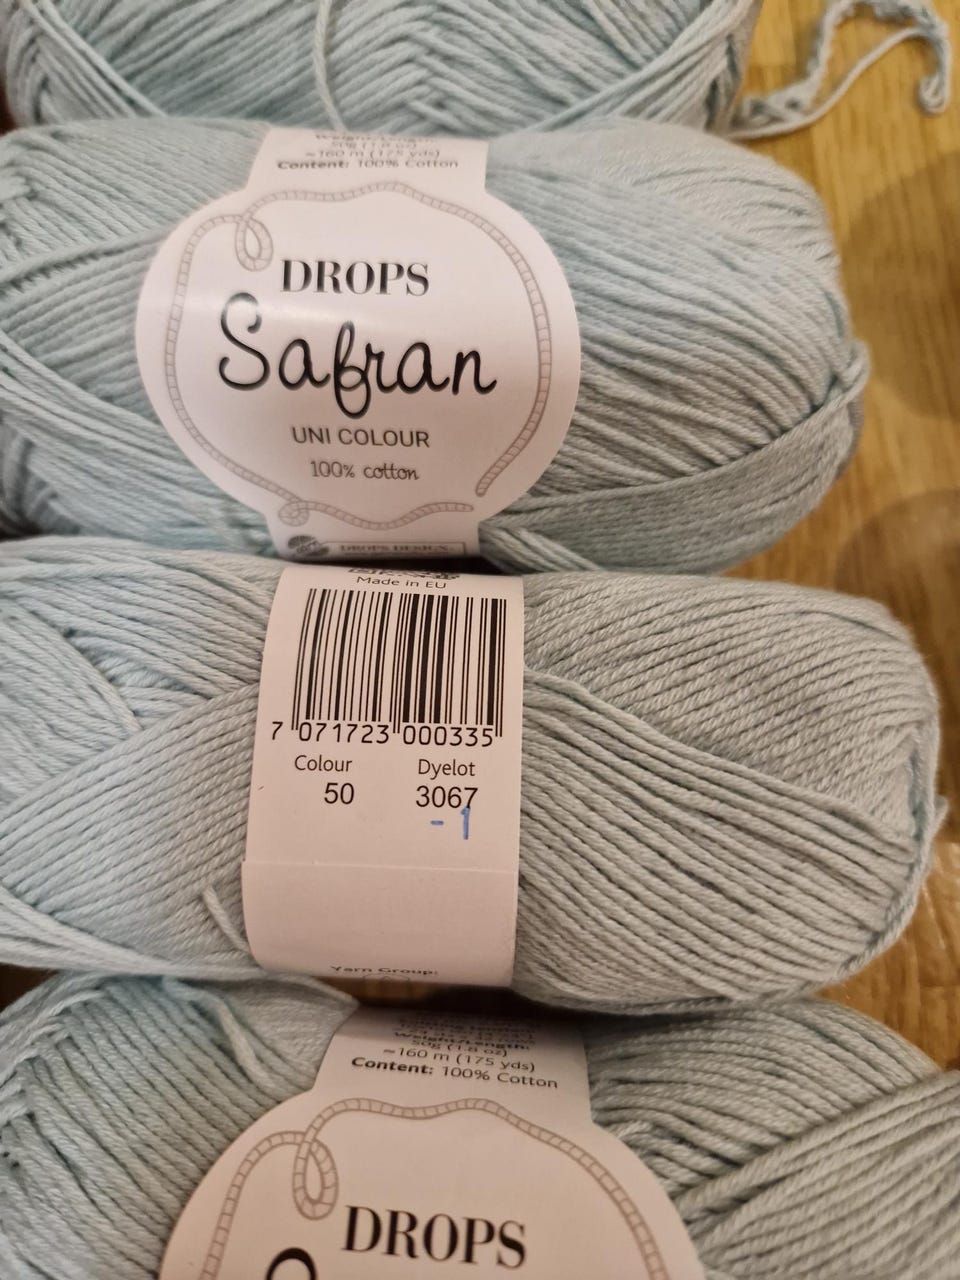 Weight/Length:
50g (1.8 oz)
≈160 m (175 yds)
Content: 100% Cotton
DROPS
Safran
UNI COLOUR
100% cotton
DROPS DESIGN
Made in EU
7 071723 000335
Colour Dyelot
50 3067
- 1
Yarn Group:
Weight/Length:
50g (1.8 oz)
≈160 m (175 yds)
Content: 100% Cotton
DROPS